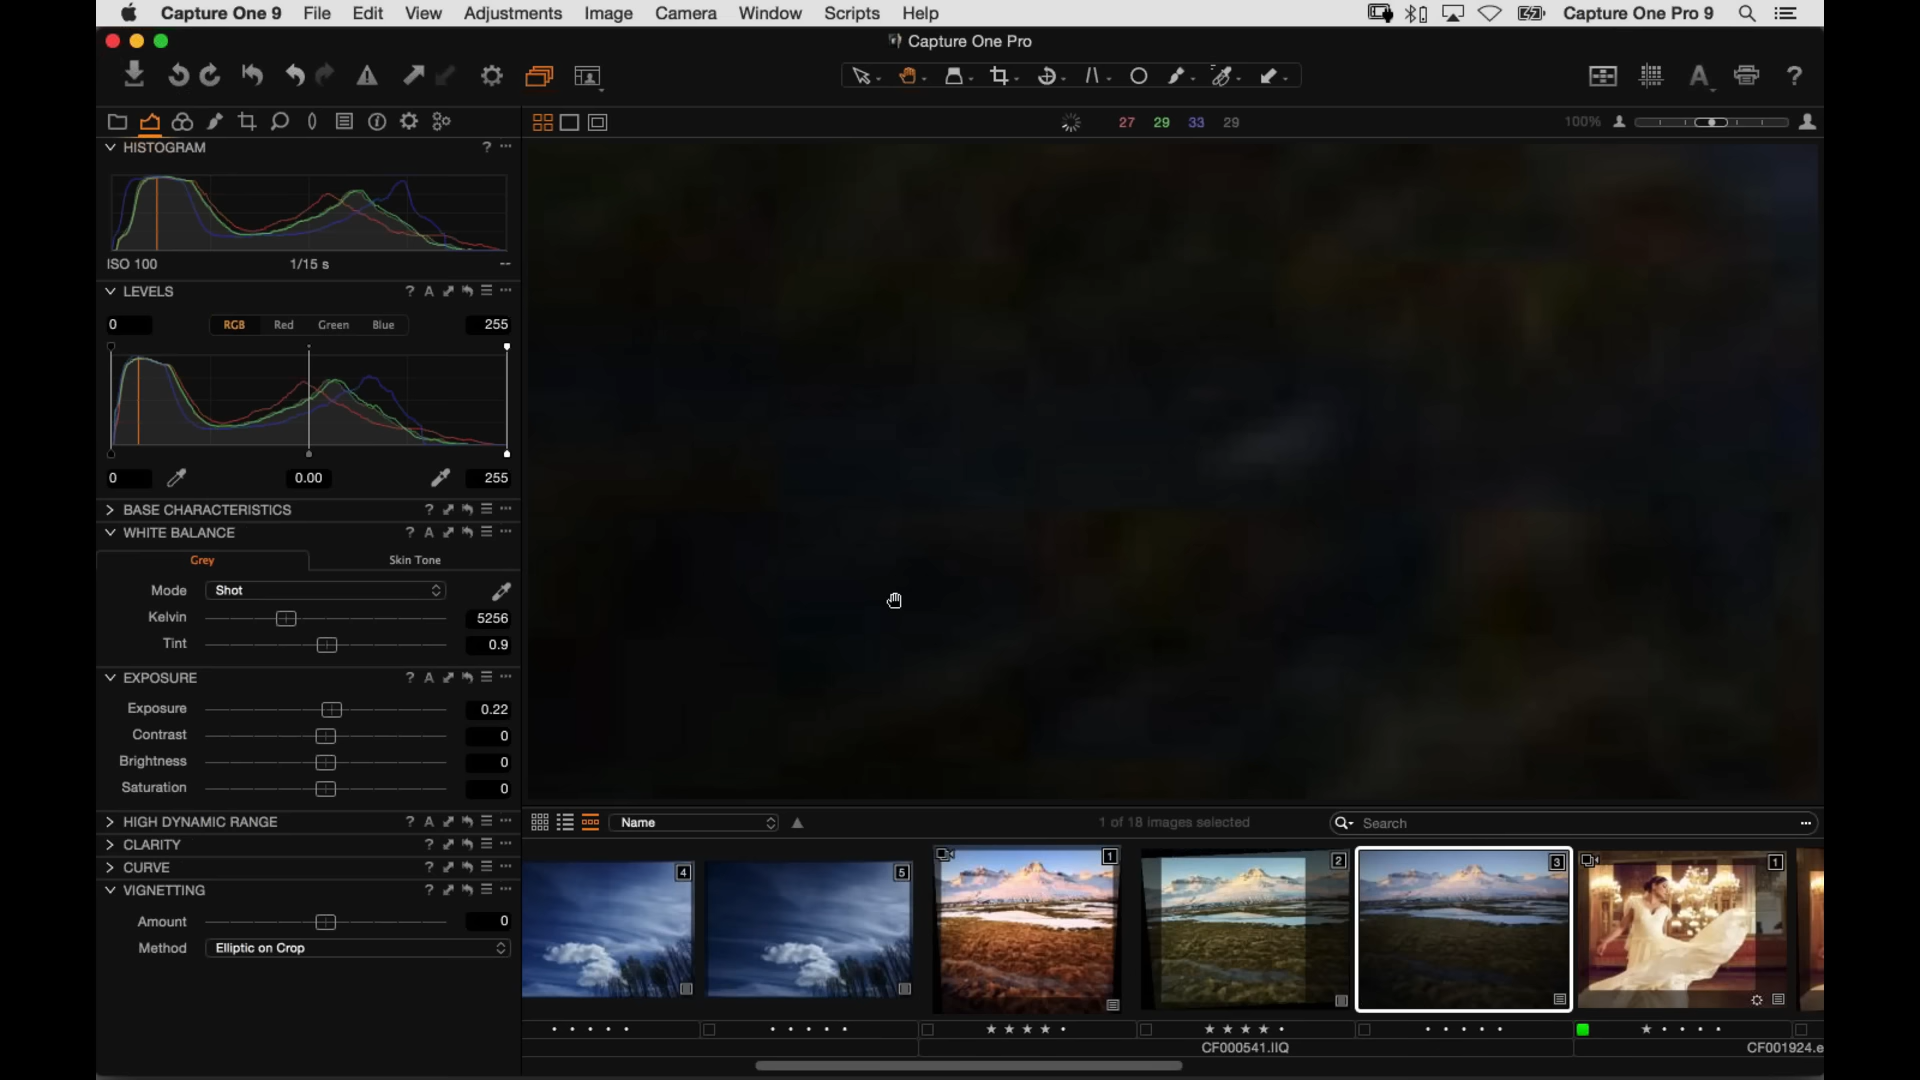 Capture One 9 File Edit View Adjustments Image Camera Window Scripts Help Capture One Pro 9
Capture One Pro
A ?
27 29 33 29 100%
HISTOGRAM ?
ISO 100 1/15 s --
LEVELS ? A
0 RGB Red Green Blue 255
0 0.00 255
BASE CHARACTERISTICS ?
WHITE BALANCE ? A
Grey Skin Tone
Mode Shot
Kelvin 5256
Tint 0.9
EXPOSURE ? A
Exposure 0.22
Contrast 0
Brightness 0
Saturation 0
HIGH DYNAMIC RANGE ? A
CLARITY ?
CURVE ?
VIGNETTING ?
Amount 0
Method Elliptic on Crop
Name 1 of 18 images selected Search
4 5 1 2 3 1
CF000541.IIQ CF001924.e